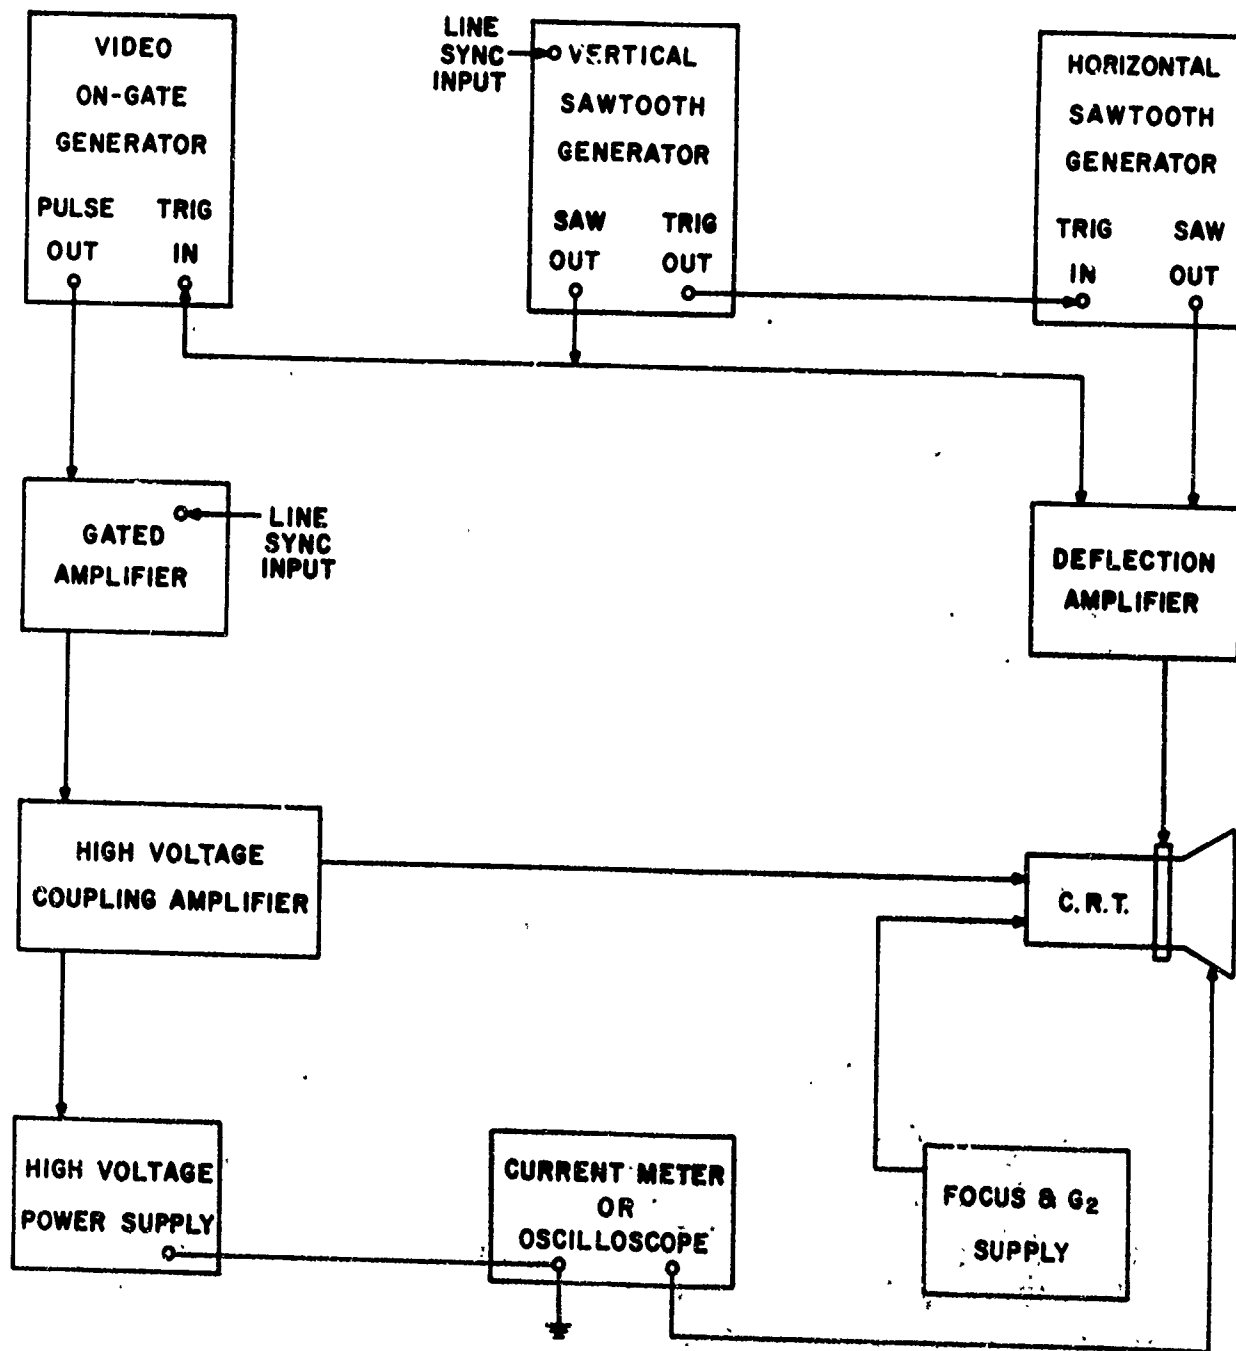 VIDEO
ON-GATE
GENERATOR
PULSE TRIG
OUT IN
LINE
SYNC
INPUT
VERTICAL
SAWTOOTH
GENERATOR
SAW TRIG
OUT OUT
HORIZONTAL
SAWTOOTH
GENERATOR
TRIG SAW
IN OUT
GATED
AMPLIFIER
LINE
SYNC
INPUT
DEFLECTION
AMPLIFIER
HIGH VOLTAGE
COUPLING AMPLIFIER
C.R.T.
HIGH VOLTAGE
POWER SUPPLY
CURRENT METER
OR
OSCILLOSCOPE
FOCUS & G2
SUPPLY